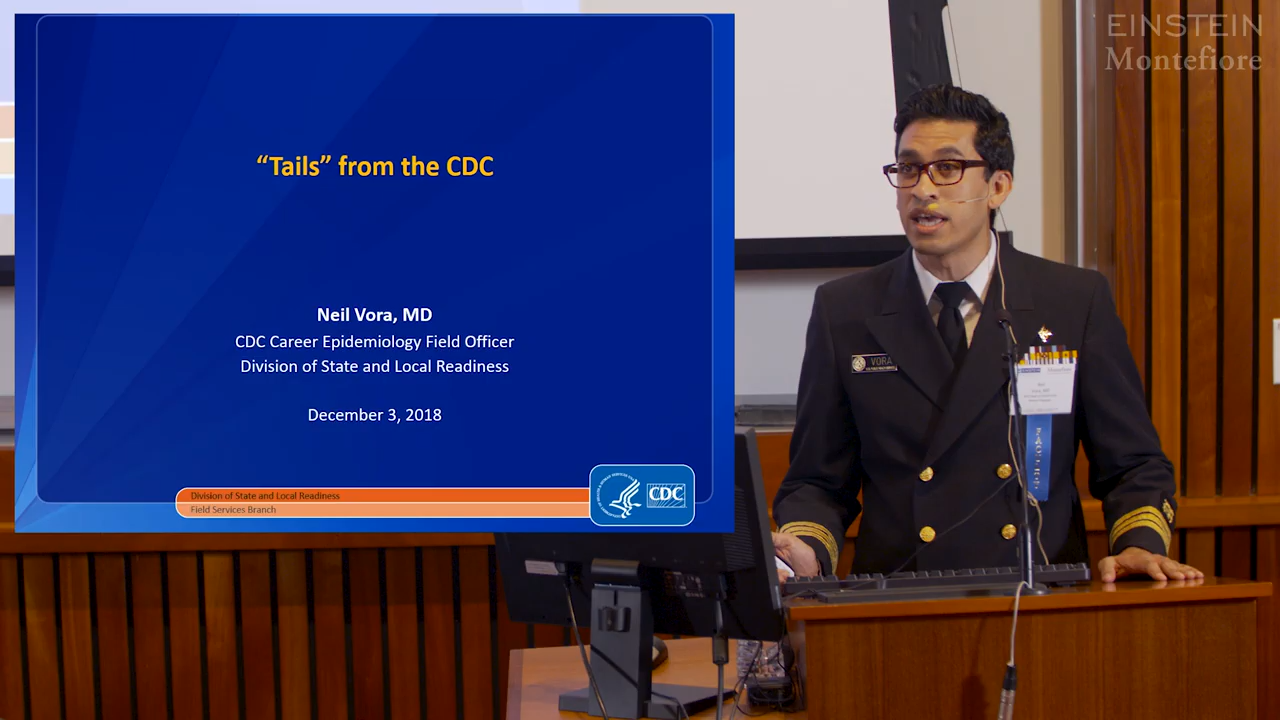 EINSTEIN
Montefiore
“Tails” from the CDC
Neil Vora, MD
CDC Career Epidemiology Field Officer
Division of State and Local Readiness
December 3, 2018
Division of State and Local Readiness
Field Services Branch
CDC
VORA